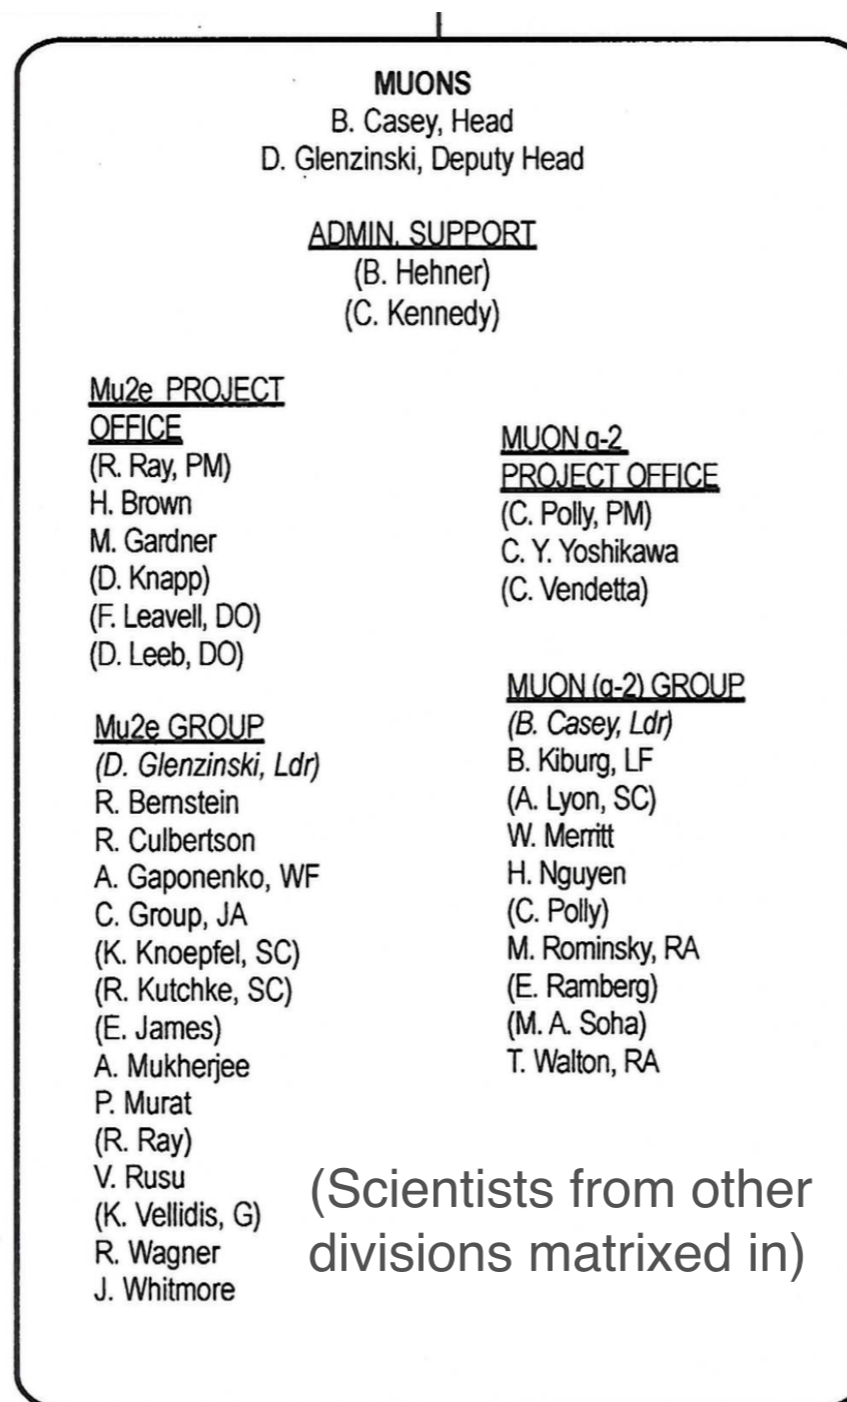 MUONS
B. Casey, Head
D. Glenzinski, Deputy Head
ADMIN. SUPPORT
(B. Hehner)
(C. Kennedy)
Mu2e PROJECT
OFFICE
(R. Ray, PM)
H. Brown
M. Gardner
(D. Knapp)
(F. Leavell, DO)
(D. Leeb, DO)
Mu2e GROUP
(D. Glenzinski, Ldr)
R. Bernstein
R. Culbertson
A. Gaponenko, WF
C. Group, JA
(K. Knoepfel, SC)
(R. Kutchke, SC)
(E. James)
A. Mukherjee
P. Murat
(R. Ray)
V. Rusu
(K. Vellidis, G)
R. Wagner
J. Whitmore
MUON g-2
PROJECT OFFICE
(C. Polly, PM)
C. Y. Yoshikawa
(C. Vendetta)
MUON (g-2) GROUP
(B. Casey, Ldr)
B. Kiburg, LF
(A. Lyon, SC)
W. Merritt
H. Nguyen
(C. Polly)
M. Rominsky, RA
(E. Ramberg)
(M. A. Soha)
T. Walton, RA
(Scientists from other
divisions matrixed in)